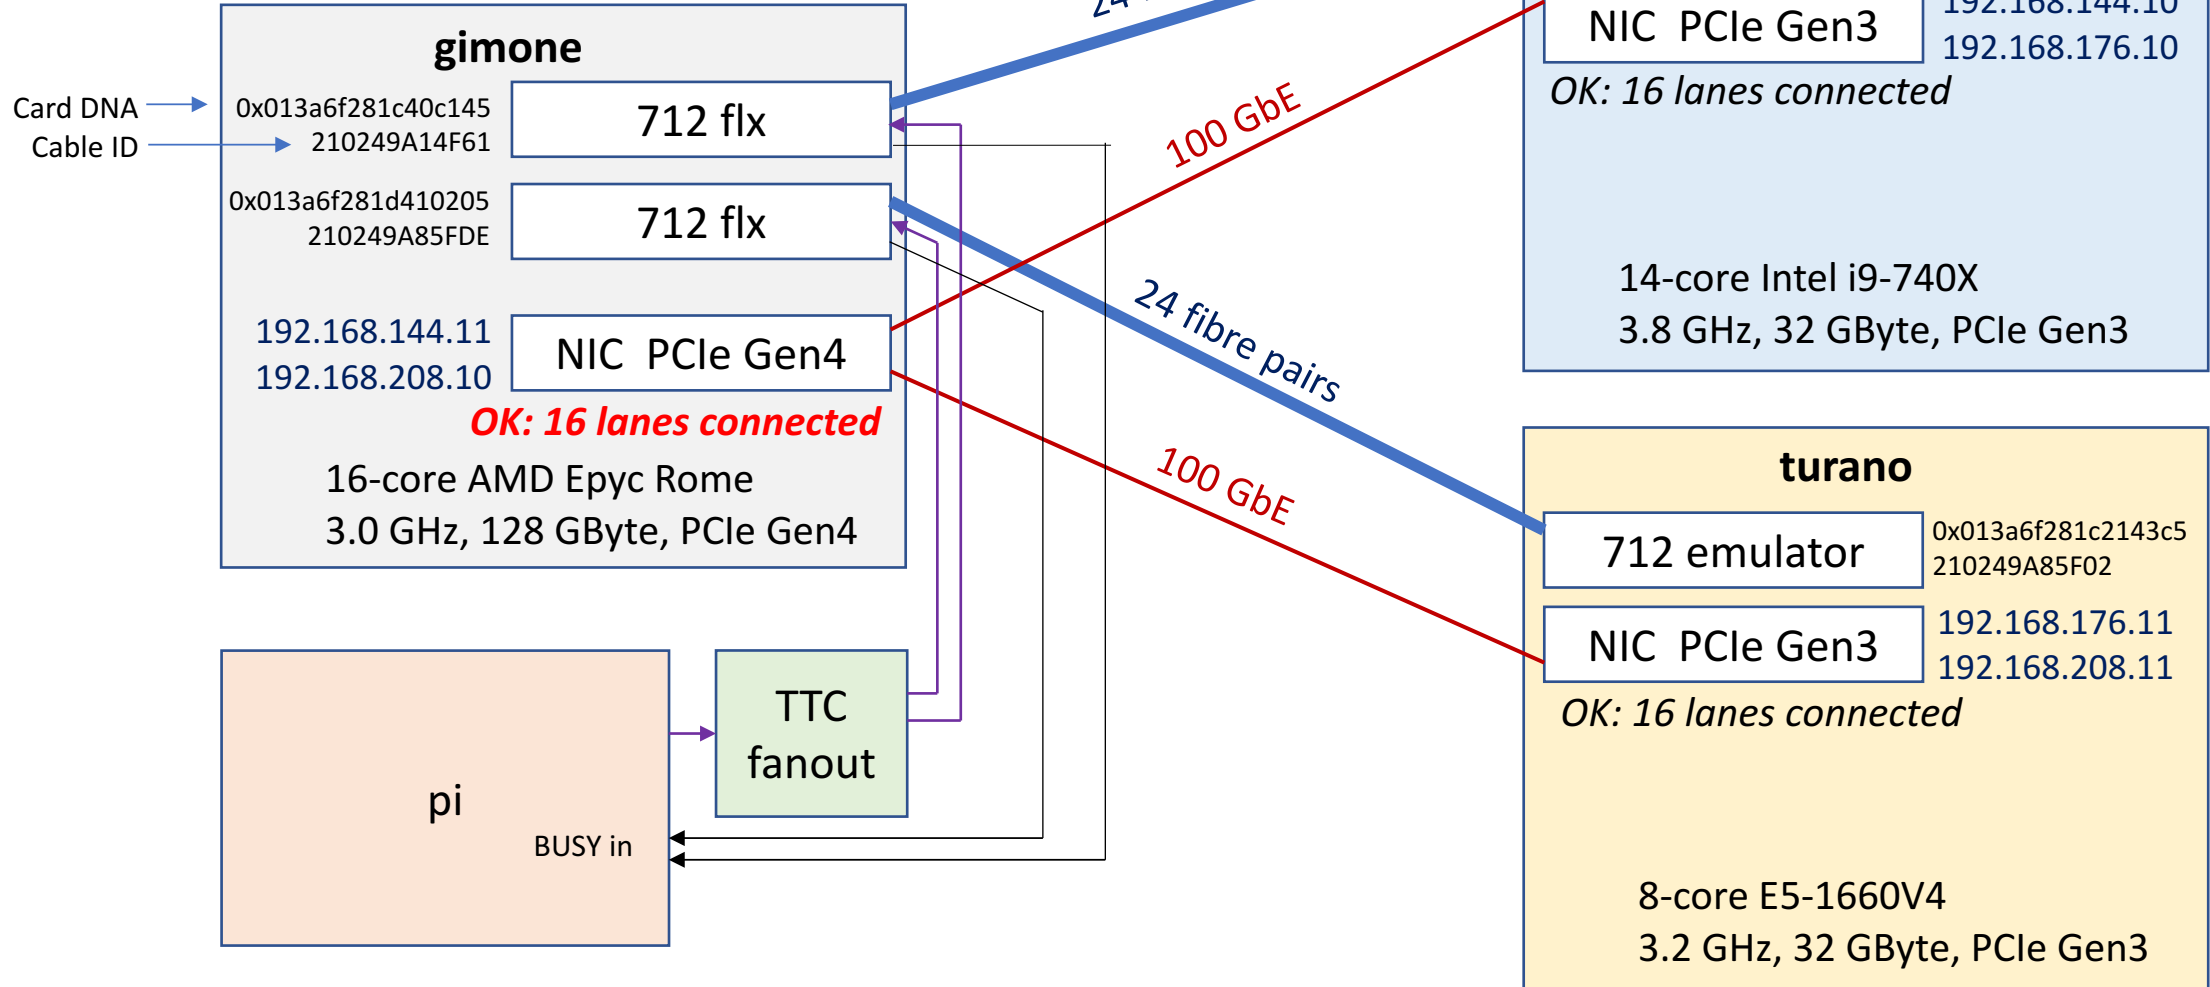 gimone
Card DNA
Cable ID
0x013a6f281c40c145
210249A14F61
712 flx
0x013a6f281d410205
210249A85FDE
712 flx
192.168.144.11
192.168.208.10
NIC PCIe Gen4
OK: 16 lanes connected
16-core AMD Epyc Rome
3.0 GHz, 128 GByte, PCIe Gen4
24
100 GbE
24 fibre pairs
100 GbE
NIC PCIe Gen3
192.168.144.10
192.168.176.10
OK: 16 lanes connected
14-core Intel i9-740X
3.8 GHz, 32 GByte, PCIe Gen3
turano
712 emulator
0x013a6f281c2143c5
210249A85F02
NIC PCIe Gen3
192.168.176.11
192.168.208.11
OK: 16 lanes connected
8-core E5-1660V4
3.2 GHz, 32 GByte, PCIe Gen3
pi
BUSY in
TTC
fanout